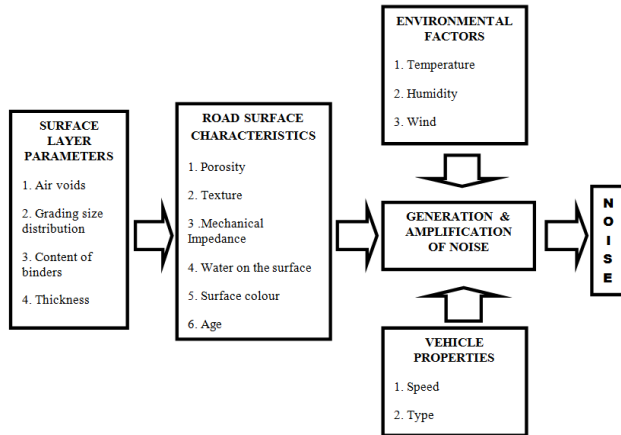 SURFACE
LAYER
PARAMETERS
1. Air voids
2. Grading size
distribution
3. Content of
binders
4. Thickness
ROAD SURFACE
CHARACTERISTICS
1. Porosity
2. Texture
3 .Mechanical
Impedance
4. Water on the surface
5. Surface colour
6. Age
ENVIRONMENTAL
FACTORS
1. Temperature
2. Humidity
3. Wind
GENERATION &
AMPLIFICATION
OF NOISE
VEHICLE
PROPERTIES
1. Speed
2. Type
N
O
I
S
E